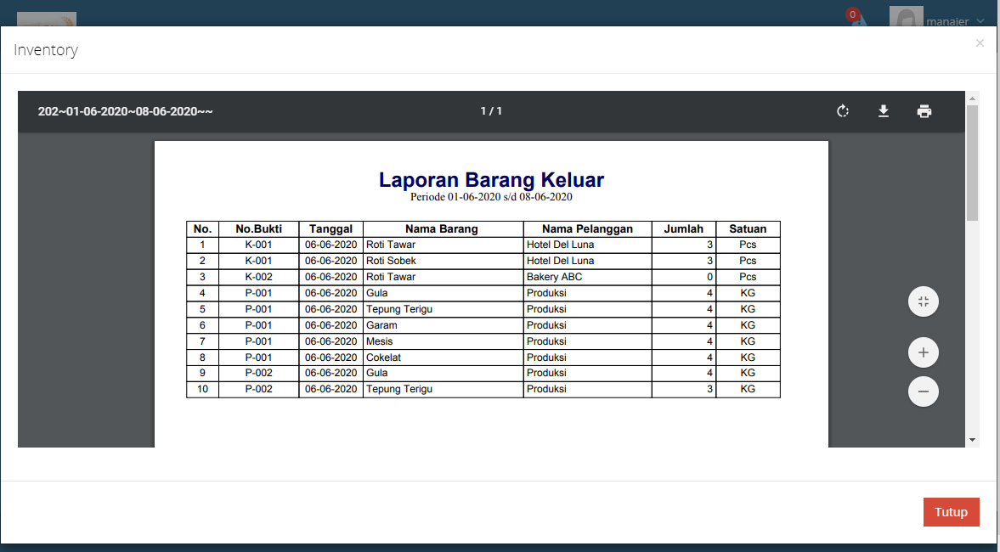 0
manajer
Inventory
×
202~01-06-2020~08-06-2020~~
1 / 1
Laporan Barang Keluar
Periode 01-06-2020 s/d 08-06-2020
No. No.Bukti Tanggal Nama Barang Nama Pelanggan Jumlah Satuan
1 K-001 06-06-2020 Roti Tawar Hotel Del Luna 3 Pcs
2 K-001 06-06-2020 Roti Sobek Hotel Del Luna 3 Pcs
3 K-002 06-06-2020 Roti Tawar Bakery ABC 0 Pcs
4 P-001 06-06-2020 Gula Produksi 4 KG
5 P-001 06-06-2020 Tepung Terigu Produksi 4 KG
6 P-001 06-06-2020 Garam Produksi 4 KG
7 P-001 06-06-2020 Mesis Produksi 4 KG
8 P-001 06-06-2020 Cokelat Produksi 4 KG
9 P-002 06-06-2020 Gula Produksi 4 KG
10 P-002 06-06-2020 Tepung Terigu Produksi 3 KG
Tutup